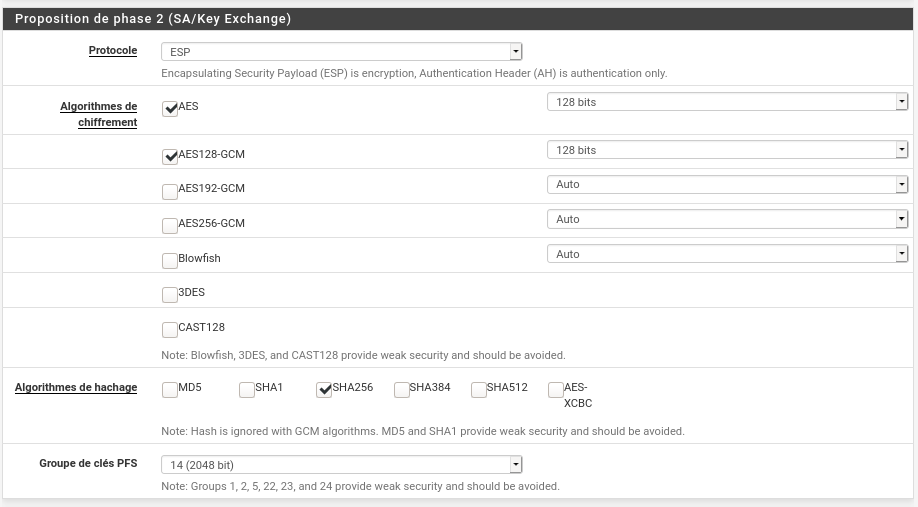 Proposition de phase 2 (SA/Key Exchange)
Protocole
ESP
Encapsulating Security Payload (ESP) is encryption, Authentication Header (AH) is authentication only.
Algorithmes de
chiffrement
AES
128 bits
AES128-GCM
128 bits
AES192-GCM
Auto
AES256-GCM
Auto
Blowfish
Auto
3DES
CAST128
Note: Blowfish, 3DES, and CAST128 provide weak security and should be avoided.
Algorithmes de hachage
MD5
SHA1
SHA256
SHA384
SHA512
AES-
XCBC
Note: Hash is ignored with GCM algorithms. MD5 and SHA1 provide weak security and should be avoided.
Groupe de clés PFS
14 (2048 bit)
Note: Groups 1, 2, 5, 22, 23, and 24 provide weak security and should be avoided.